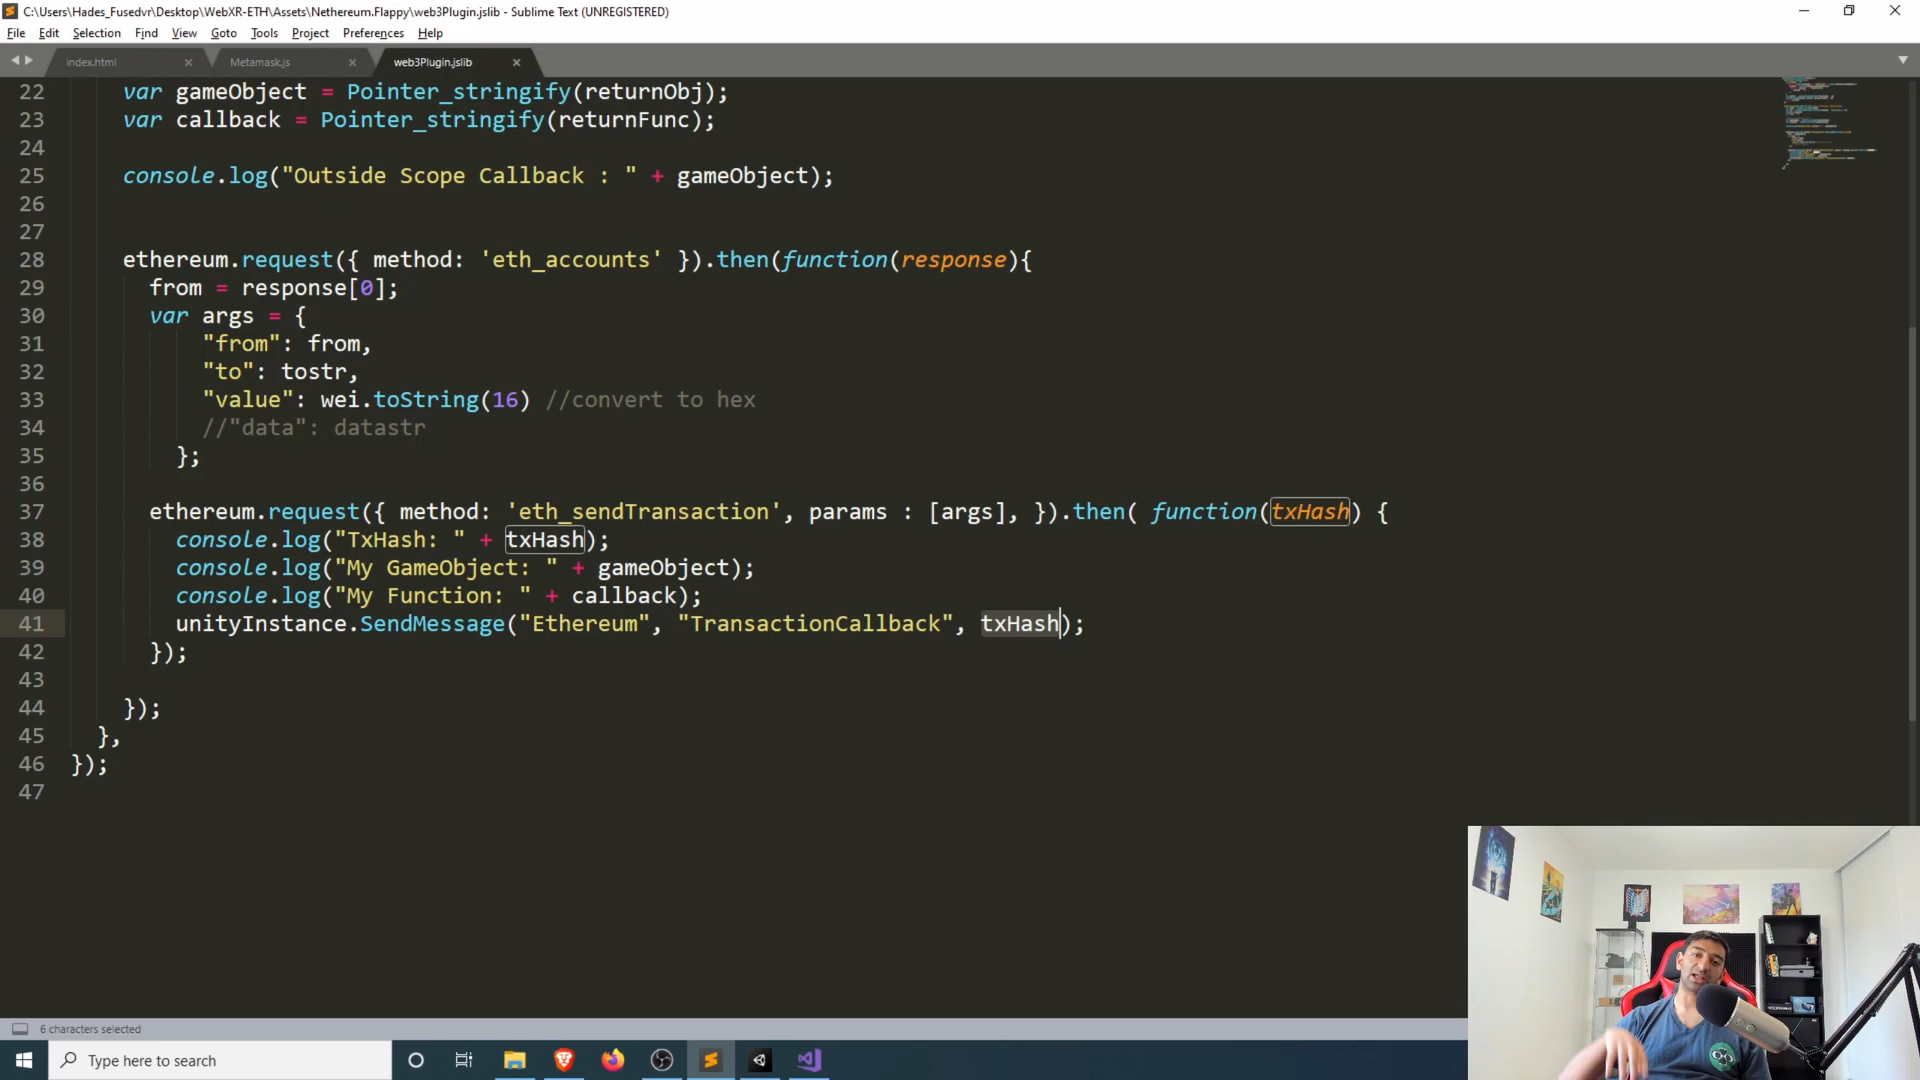 C:\Users\Hades_Fusedvr\Desktop\WebXR-ETH\Assets\Nethereum.Flappy\web3Plugin.jslib - Sublime Text (UNREGISTERED)
File Edit Selection Find View Goto Tools Project Preferences Help
index.html Metamask.js web3Plugin.jslib
22 var gameObject = Pointer_stringify(returnObj);
23 var callback = Pointer_stringify(returnFunc);
24
25 console.log("Outside Scope Callback : " + gameObject);
26
27
28 ethereum.request({ method: 'eth_accounts' }).then(function(response){
29 from = response[0];
30 var args = {
31 "from": from,
32 "to": tostr,
33 "value": wei.toString(16) //convert to hex
34 //"data": datastr
35 };
36
37 ethereum.request({ method: 'eth_sendTransaction', params : [args], }).then( function(txHash) {
38 console.log("TxHash: " + txHash);
39 console.log("My GameObject: " + gameObject);
40 console.log("My Function: " + callback);
41 unityInstance.SendMessage("Ethereum", "TransactionCallback", txHash);
42 });
43
44 });
45 },
46 });
47
6 characters selected
Type here to search